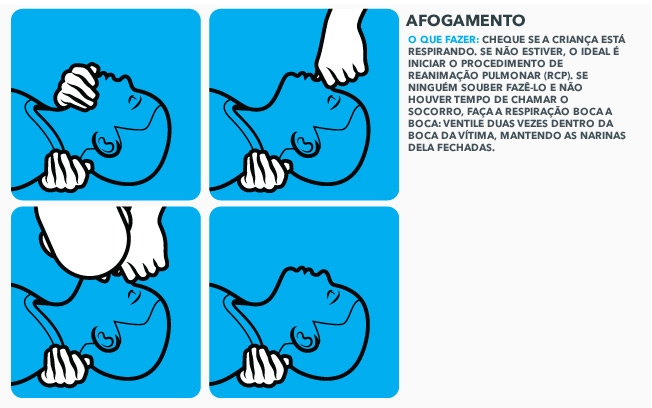 AFOGAMENTO
O QUE FAZER: CHEQUE SE A CRIANÇA ESTÁ
RESPIRANDO. SE NÃO ESTIVER, O IDEAL É
INICIAR O PROCEDIMENTO DE
REANIMAÇÃO PULMONAR (RCP). SE
NINGUÉM SOUBER FAZÊ-LO E NÃO
HOUVER TEMPO DE CHAMAR O
SOCORRO, FAÇA A RESPIRAÇÃO BOCA A
BOCA: VENTILE DUAS VEZES DENTRO DA
BOCA DA VÍTIMA, MANTENDO AS NARINAS
DELA FECHADAS.